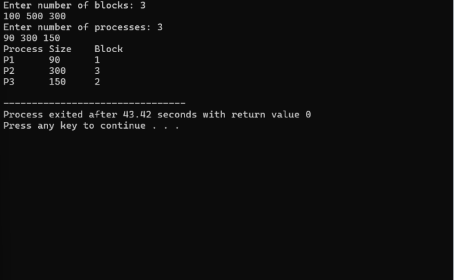 Enter number of blocks: 3
100 500 300
Enter number of processes: 3
90 300 150
Process Size    Block
P1      90      1
P2      300     3
P3      150     2
--------------------------------
Process exited after 43.42 seconds with return value 0
Press any key to continue . . .